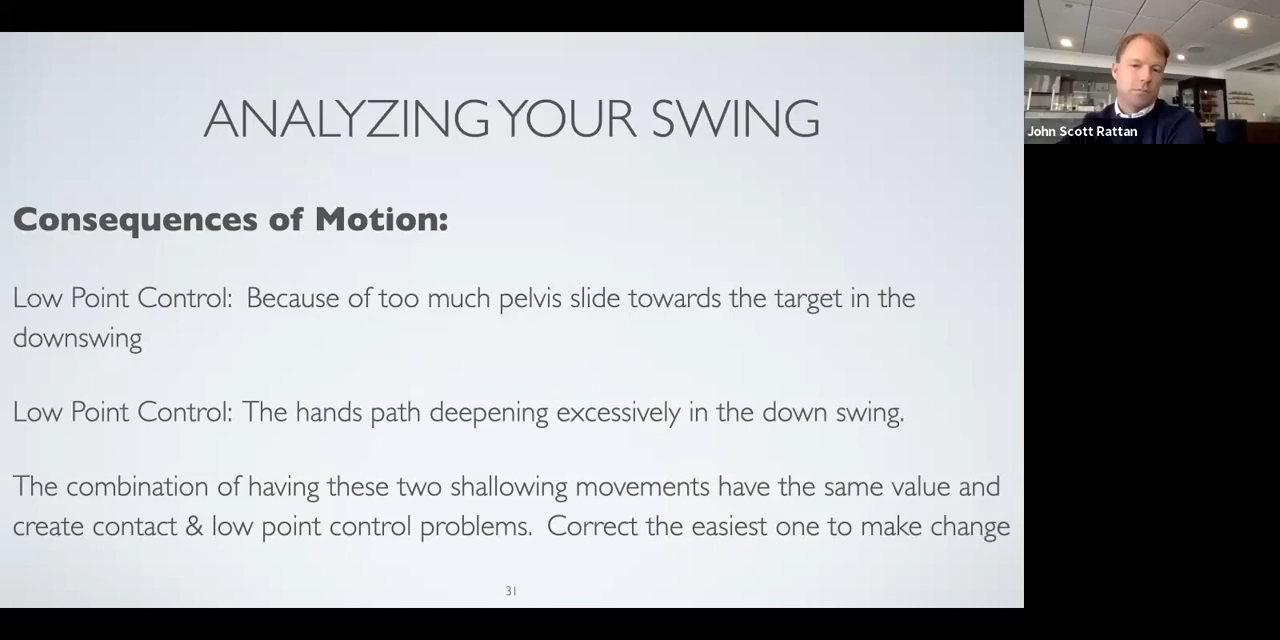 ANALYZING YOUR SWING
John Scott Rattan
Consequences of Motion:
Low Point Control: Because of too much pelvis slide towards the target in the
downswing
Low Point Control: The hands path deepening excessively in the down swing.
The combination of having these two shallowing movements have the same value and
create contact & low point control problems. Correct the easiest one to make change
31